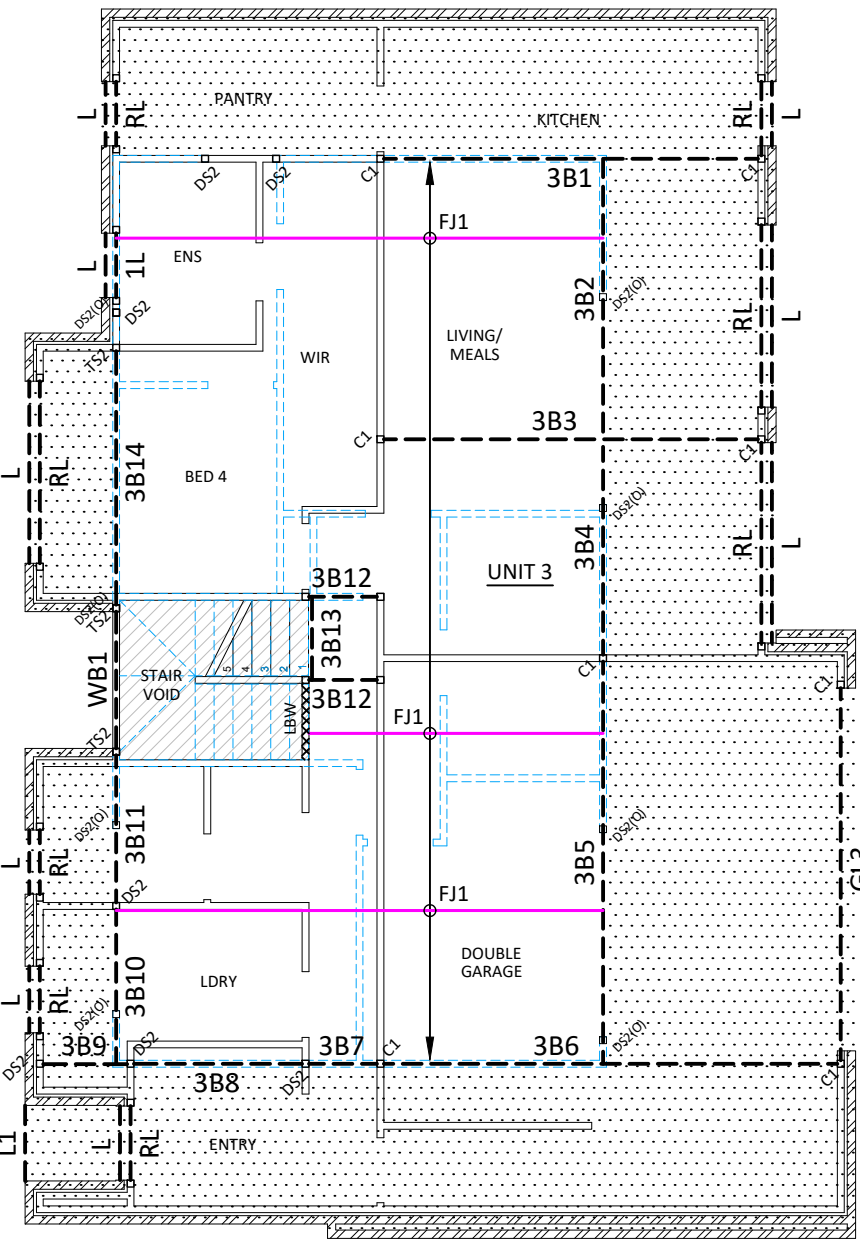 PANTRY
KITCHEN
L
RL
RL
L
DS2
DS2
C1
3B1
C1
FJ1
L
1L
ENS
DS2(O)
DS2
3B2
DS2(O)
TS2
WIR
LIVING/
MEALS
RL
L
3B3
C1
C1
L
RL
3B14
BED 4
DS2(O)
3B4
RL
L
UNIT 3
3B12
DS2(O)
TS2
3B13
STAIR
VOID
5
4
3
2
1
C1
C1
WB1
LBW
3B12
FJ1
TS2
3B11
DS2(O)
DS2(O)
L
RL
3B5
DS2
FJ1
LDRY
DOUBLE
GARAGE
L
RL
3B10
DS2(O)
DS2(O)
3B9
DS2
DS2
3B8
DS2
3B7
C1
3B6
C1
L1
L
RL
ENTRY